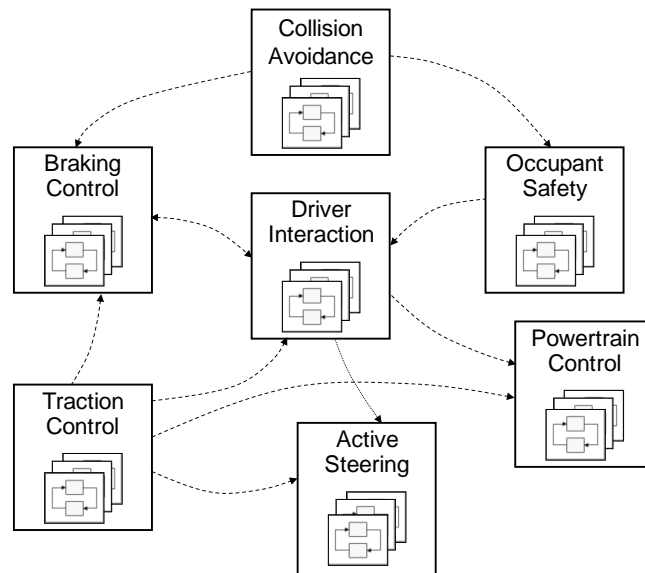 Collision
Avoidance
Braking
Control
Occupant
Safety
Driver
Interaction
Powertrain
Control
Traction
Control
Active
Steering